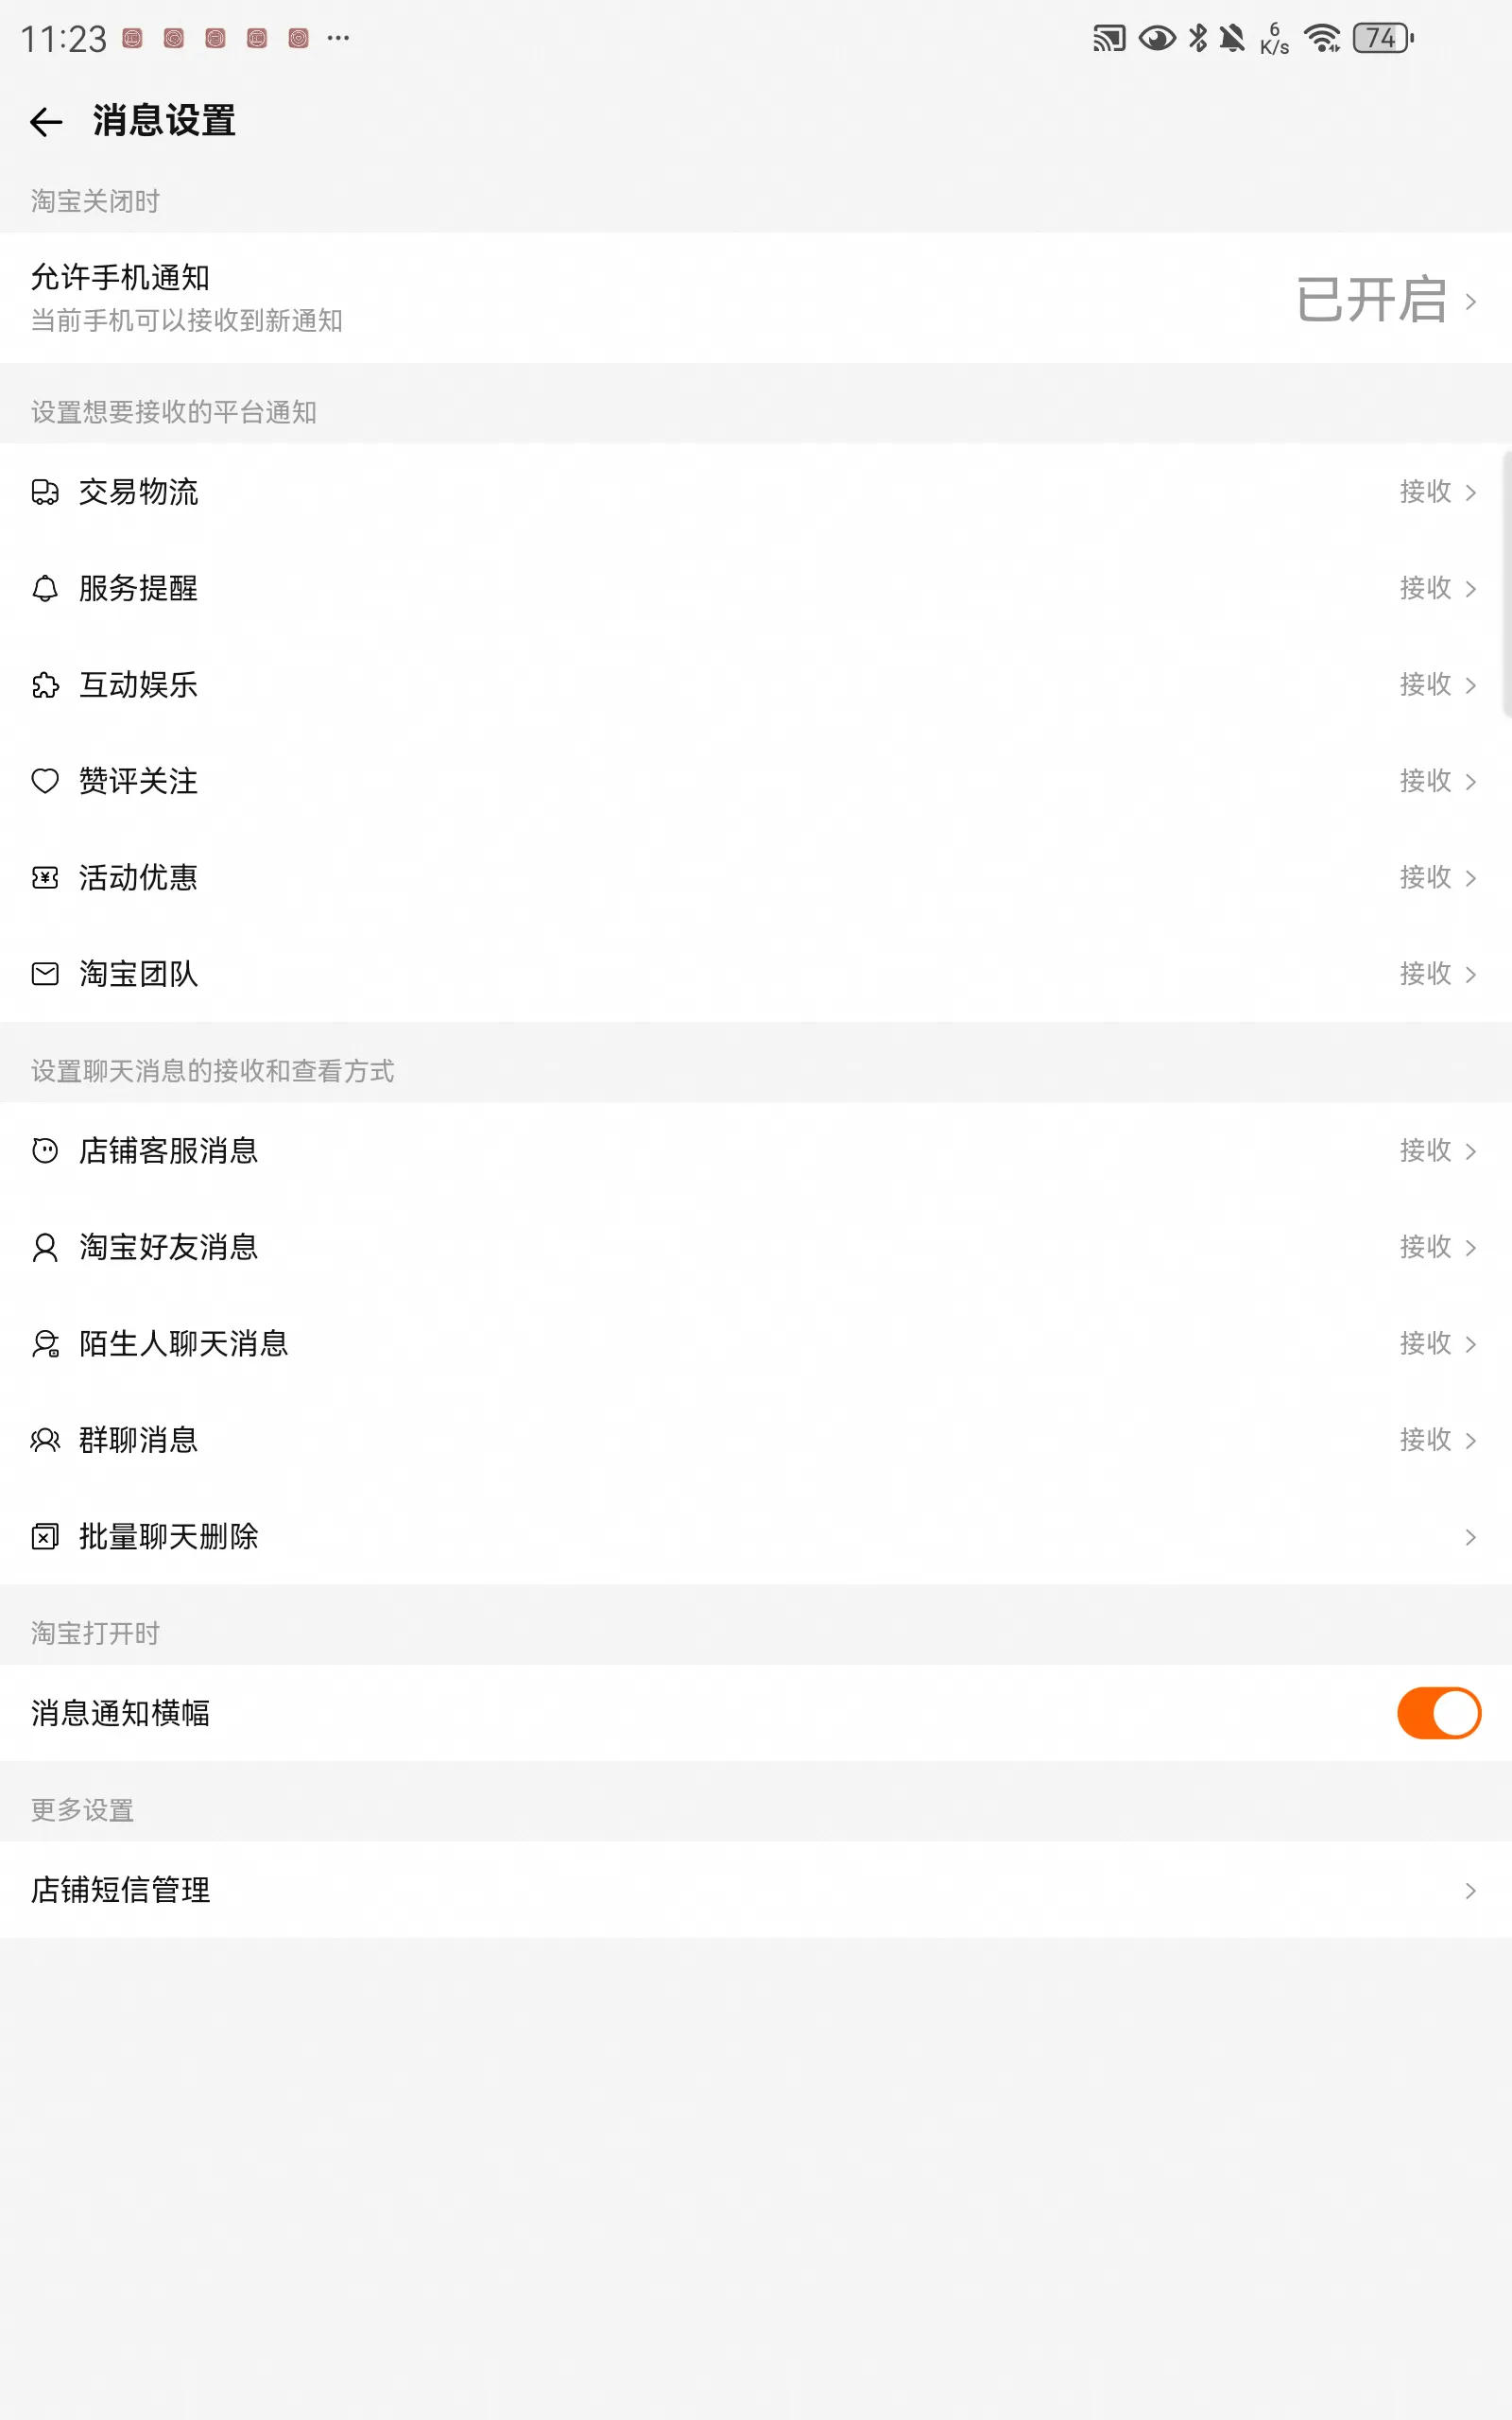 11:23 ··· 6 K/s 74
消息设置
淘宝关闭时
允许手机通知
当前手机可以接收到新通知
已开启
设置想要接收的平台通知
交易物流 接收
服务提醒 接收
互动娱乐 接收
赞评关注 接收
活动优惠 接收
淘宝团队 接收
设置聊天消息的接收和查看方式
店铺客服消息 接收
淘宝好友消息 接收
陌生人聊天消息 接收
群聊消息 接收
批量聊天删除
淘宝打开时
消息通知横幅
更多设置
店铺短信管理